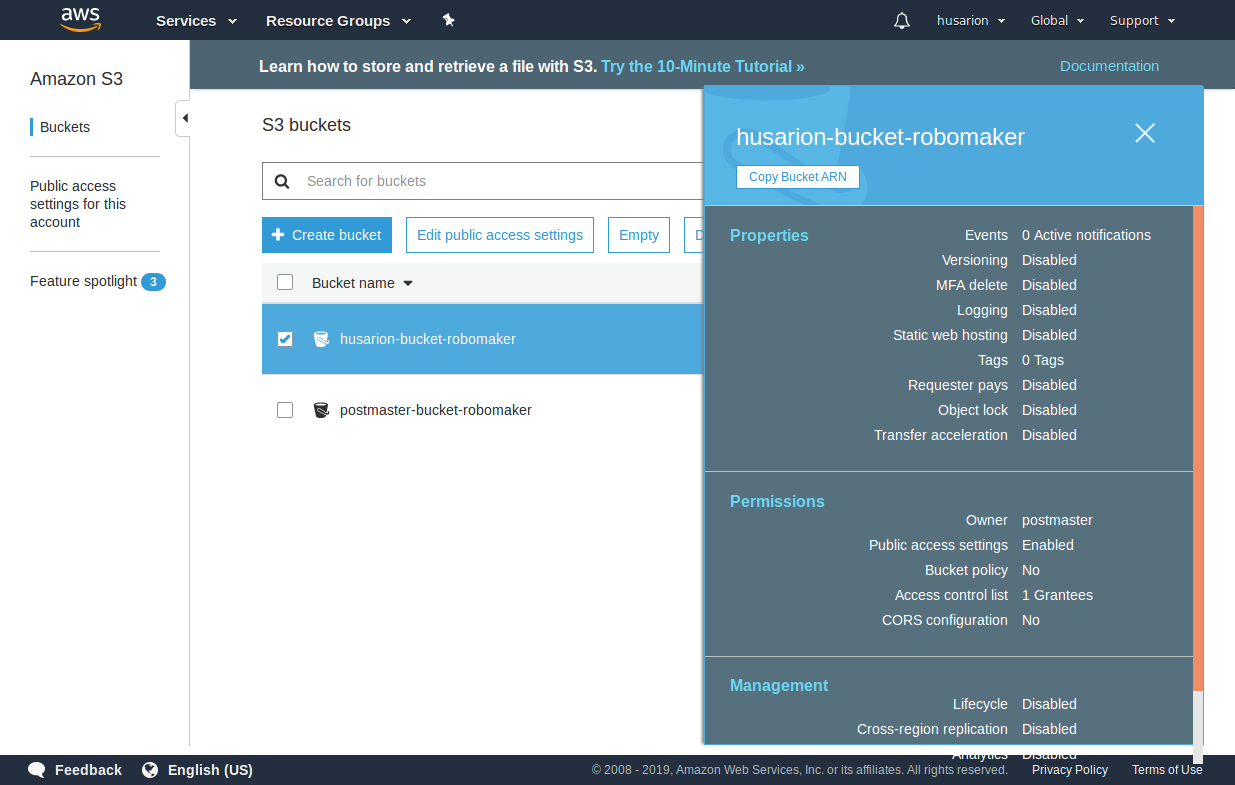 aws Services Resource Groups husarion Global Support
Amazon S3
Buckets
Public access
settings for this
account
Feature spotlight 3
Learn how to store and retrieve a file with S3. Try the 10-Minute Tutorial » Documentation
S3 buckets
Search for buckets
Create bucket Edit public access settings Empty D
Bucket name
husarion-bucket-robomaker
postmaster-bucket-robomaker
husarion-bucket-robomaker
Copy Bucket ARN
Properties
Events 0 Active notifications
Versioning Disabled
MFA delete Disabled
Logging Disabled
Static web hosting Disabled
Tags 0 Tags
Requester pays Disabled
Object lock Disabled
Transfer acceleration Disabled
Permissions
Owner postmaster
Public access settings Enabled
Bucket policy No
Access control list 1 Grantees
CORS configuration No
Management
Lifecycle Disabled
Cross-region replication Disabled
Analytics Disabled
Feedback English (US) © 2008 - 2019, Amazon Web Services, Inc. or its affiliates. All rights reserved. Privacy Policy Terms of Use